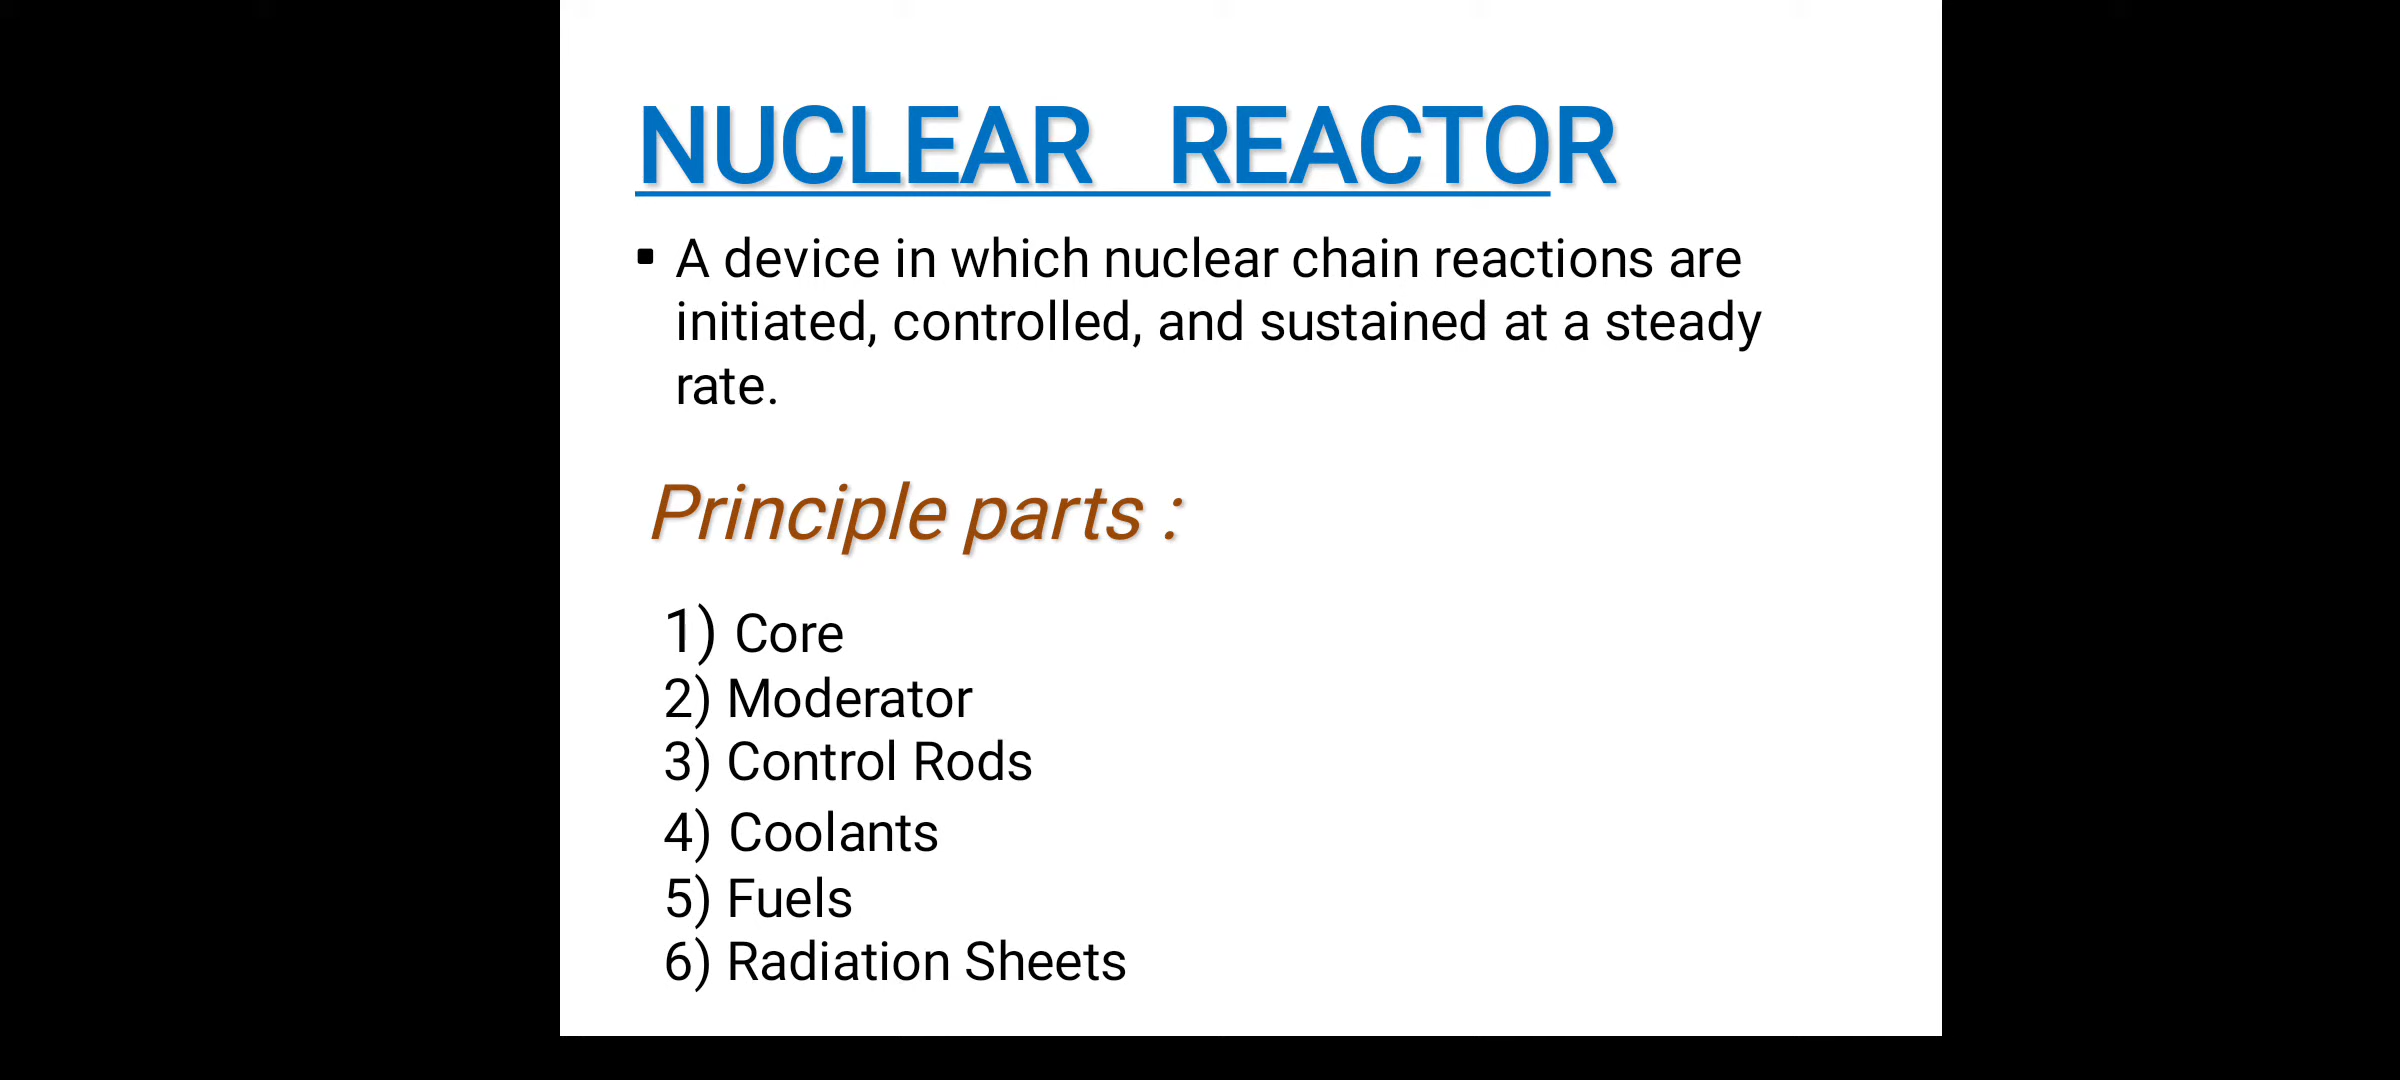 NUCLEAR REACTOR
▪ A device in which nuclear chain reactions are
initiated, controlled, and sustained at a steady
rate.
Principle parts :
1) Core
2) Moderator
3) Control Rods
4) Coolants
5) Fuels
6) Radiation Sheets